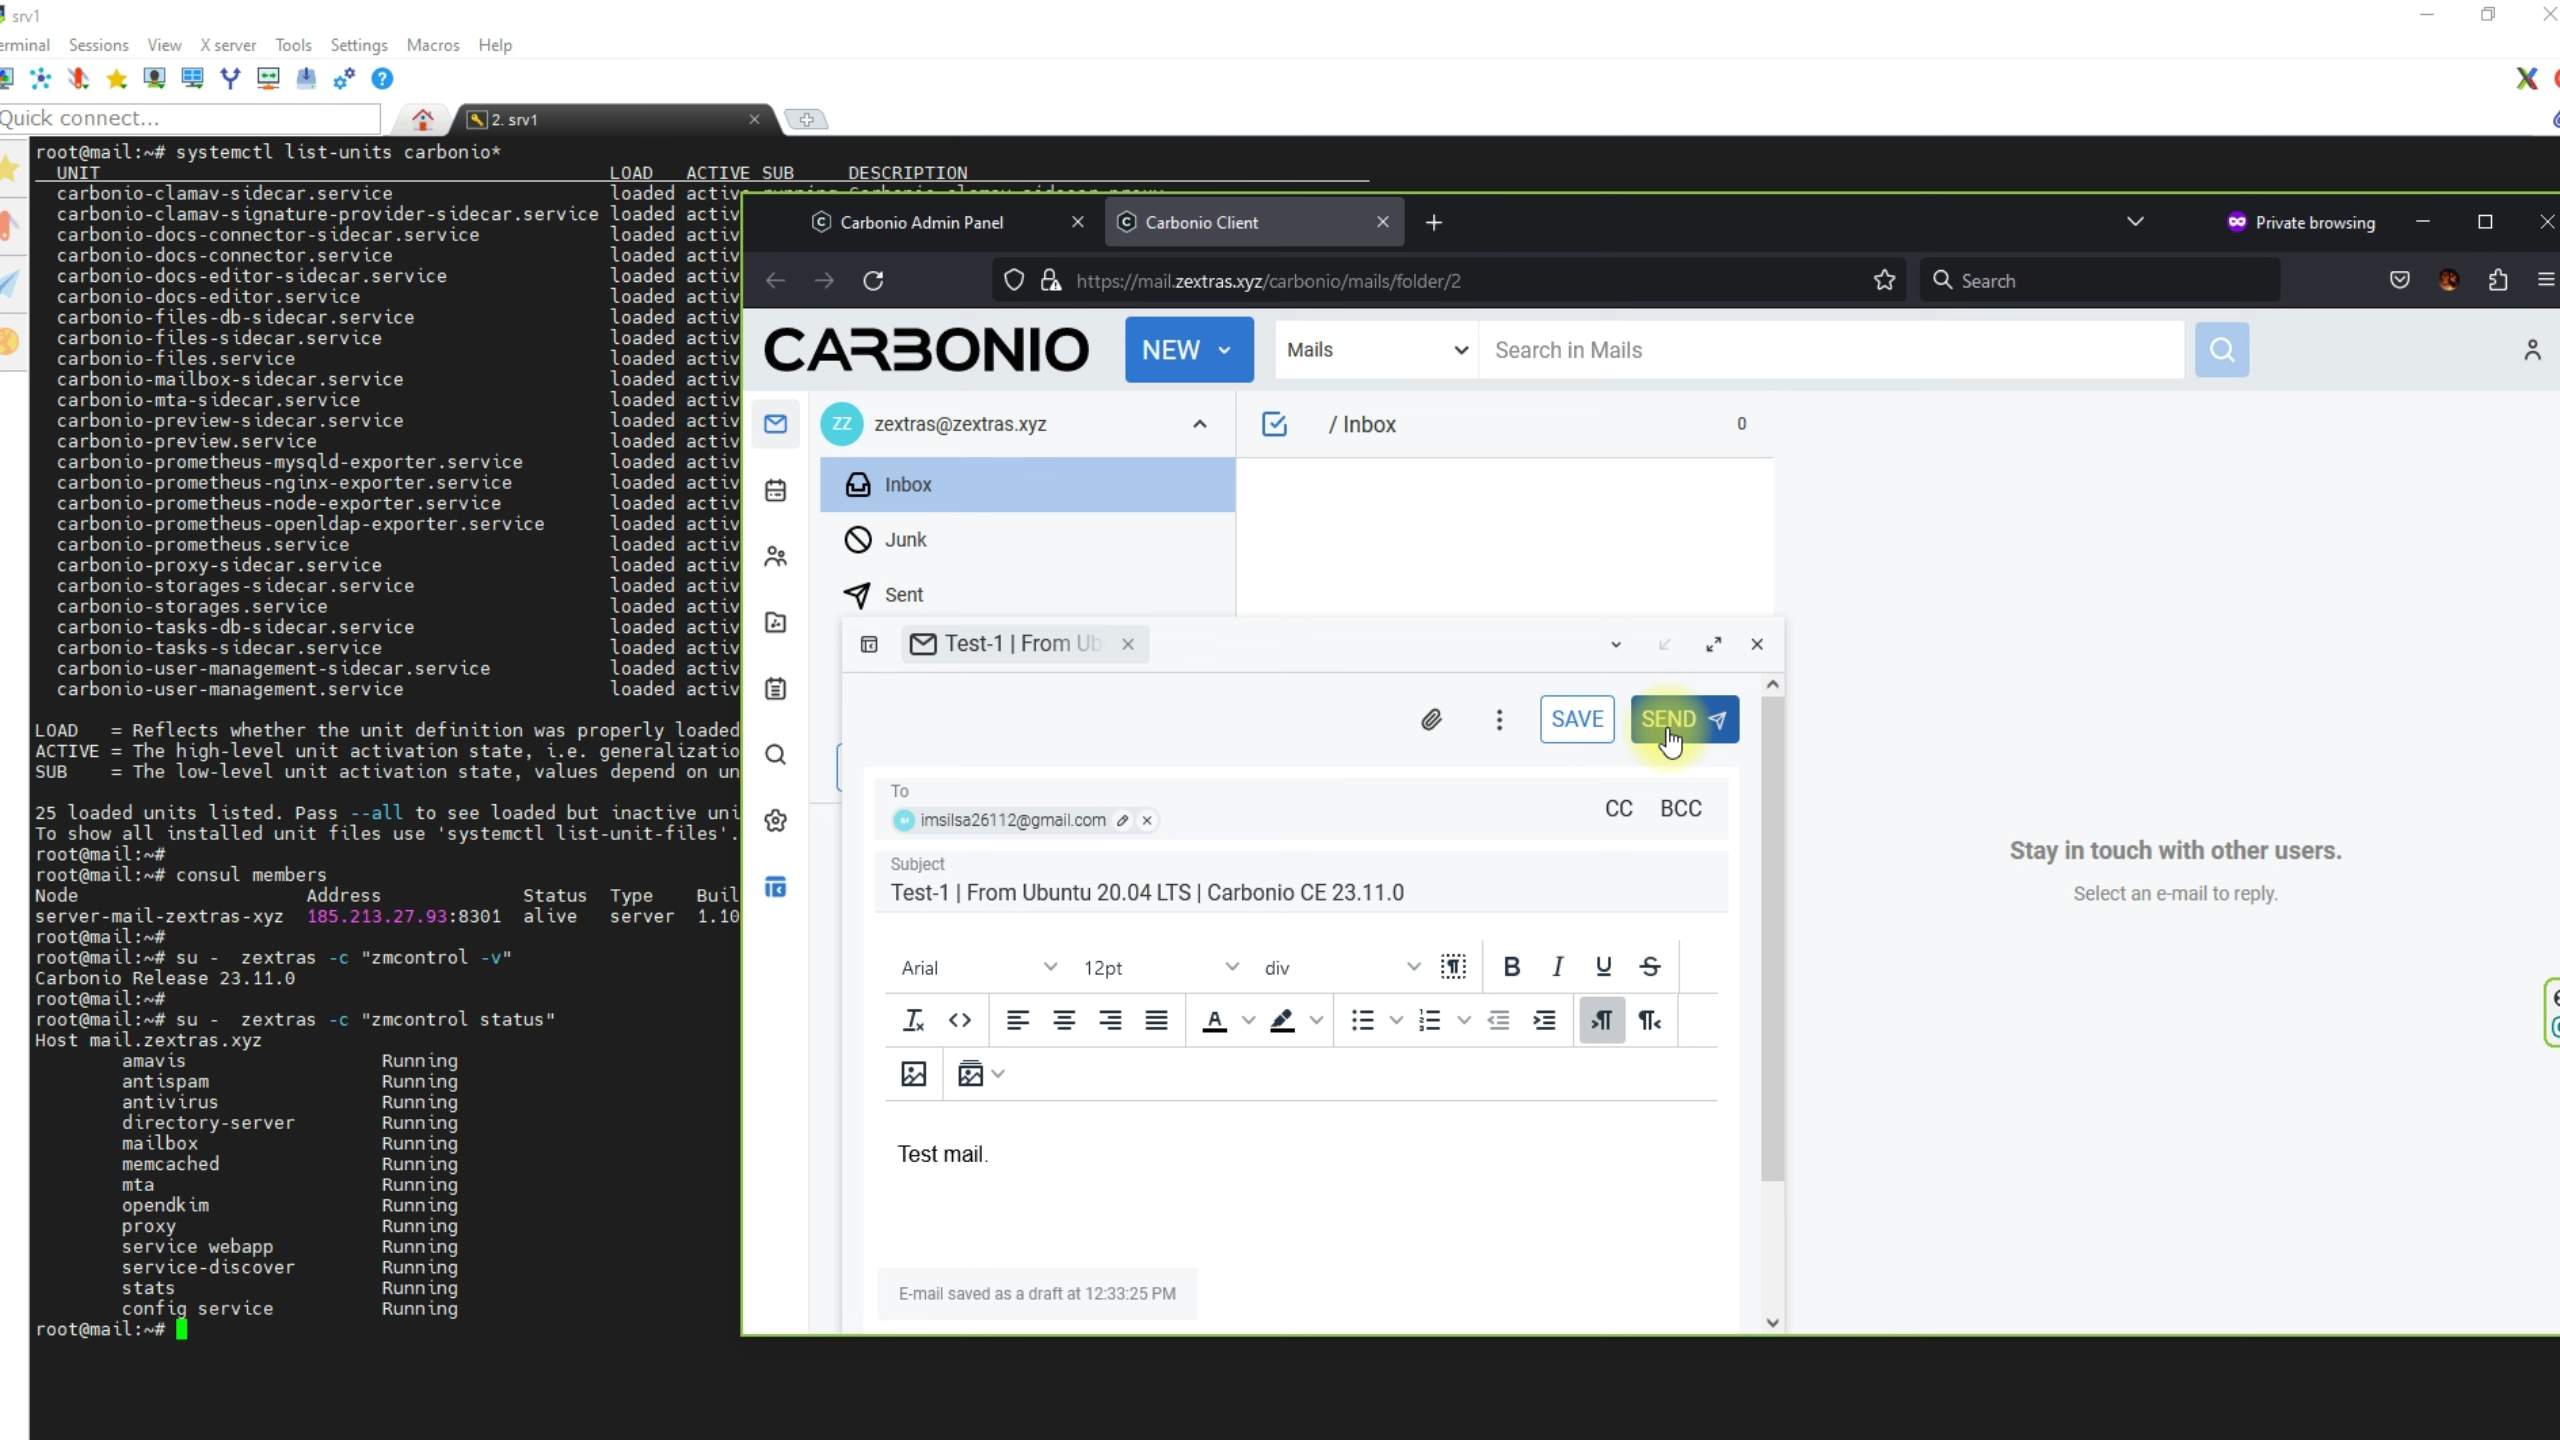 srv1
erminal Sessions View X server Tools Settings Macros Help
Quick connect...
2. srv1
root@mail:~# systemctl list-units carbonio*
UNIT LOAD ACTIVE SUB DESCRIPTION
carbonio-clamav-sidecar.service loaded activ
carbonio-clamav-signature-provider-sidecar.service loaded activ
carbonio-docs-connector-sidecar.service loaded activ
carbonio-docs-connector.service loaded activ
carbonio-docs-editor-sidecar.service loaded activ
carbonio-docs-editor.service loaded activ
carbonio-files-db-sidecar.service loaded activ
carbonio-files-sidecar.service loaded activ
carbonio-files.service loaded activ
carbonio-mailbox-sidecar.service loaded activ
carbonio-mta-sidecar.service loaded activ
carbonio-preview-sidecar.service loaded activ
carbonio-preview.service loaded activ
carbonio-prometheus-mysqld-exporter.service loaded activ
carbonio-prometheus-nginx-exporter.service loaded activ
carbonio-prometheus-node-exporter.service loaded activ
carbonio-prometheus-openldap-exporter.service loaded activ
carbonio-prometheus.service loaded activ
carbonio-proxy-sidecar.service loaded activ
carbonio-storages-sidecar.service loaded activ
carbonio-storages.service loaded activ
carbonio-tasks-db-sidecar.service loaded activ
carbonio-tasks-sidecar.service loaded activ
carbonio-user-management-sidecar.service loaded activ
carbonio-user-management.service loaded activ
LOAD = Reflects whether the unit definition was properly loaded
ACTIVE = The high-level unit activation state, i.e. generalizatio
SUB = The low-level unit activation state, values depend on un
25 loaded units listed. Pass --all to see loaded but inactive uni
To show all installed unit files use 'systemctl list-unit-files'.
root@mail:~#
root@mail:~# consul members
Node Address Status Type Buil
server-mail-zextras-xyz 185.213.27.93:8301 alive server 1.10
root@mail:~#
root@mail:~# su - zextras -c "zmcontrol -v"
Carbonio Release 23.11.0
root@mail:~#
root@mail:~# su - zextras -c "zmcontrol status"
Host mail.zextras.xyz
amavis Running
antispam Running
antivirus Running
directory-server Running
mailbox Running
memcached Running
mta Running
opendkim Running
proxy Running
service webapp Running
service-discover Running
stats Running
config service Running
root@mail:~#
Carbonio Admin Panel
Carbonio Client
Private browsing
https://mail.zextras.xyz/carbonio/mails/folder/2
Search
CARBONIO
NEW
Mails
Search in Mails
ZZ zextras@zextras.xyz
/ Inbox
0
Inbox
Junk
Sent
Test-1 | From Ub
SAVE
SEND
To
imsilsa26112@gmail.com
CC BCC
Subject
Test-1 | From Ubuntu 20.04 LTS | Carbonio CE 23.11.0
Arial 12pt div
Test mail.
E-mail saved as a draft at 12:33:25 PM
Stay in touch with other users.
Select an e-mail to reply.